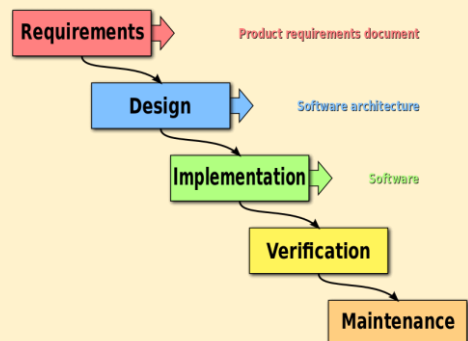 Requirements
Product requirements document
Design
Software architecture
Implementation
Software
Verification
Maintenance